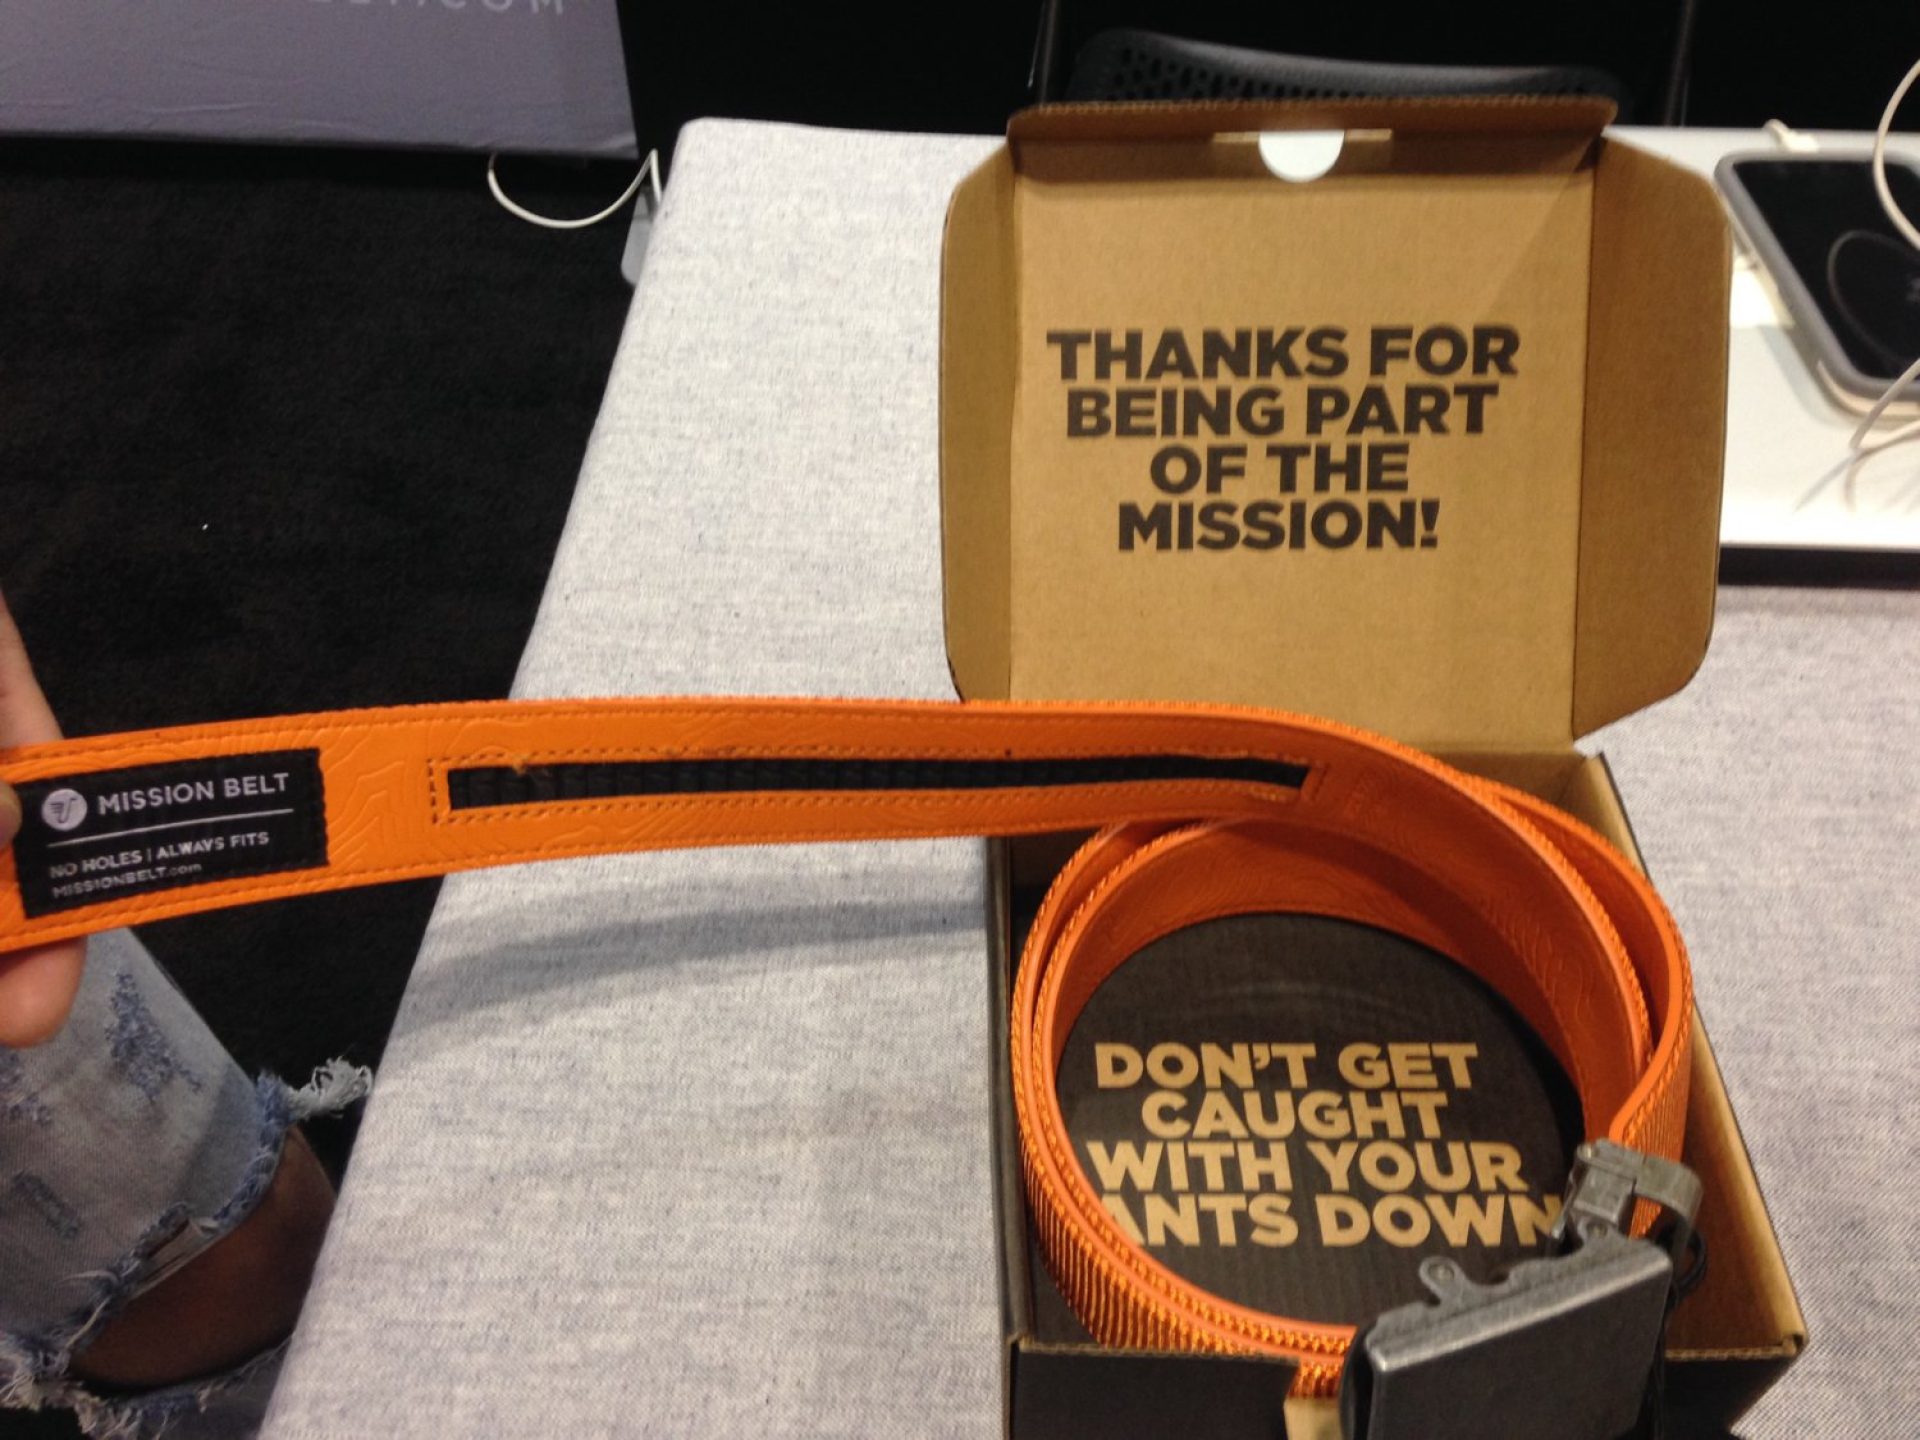 THANKS FOR
BEING PART
OF THE
MISSION!
MISSION BELT
NO HOLES | ALWAYS FITS
MISSIONBELT.com
DON'T GET
CAUGHT
WITH YOUR
ANTS DOWN